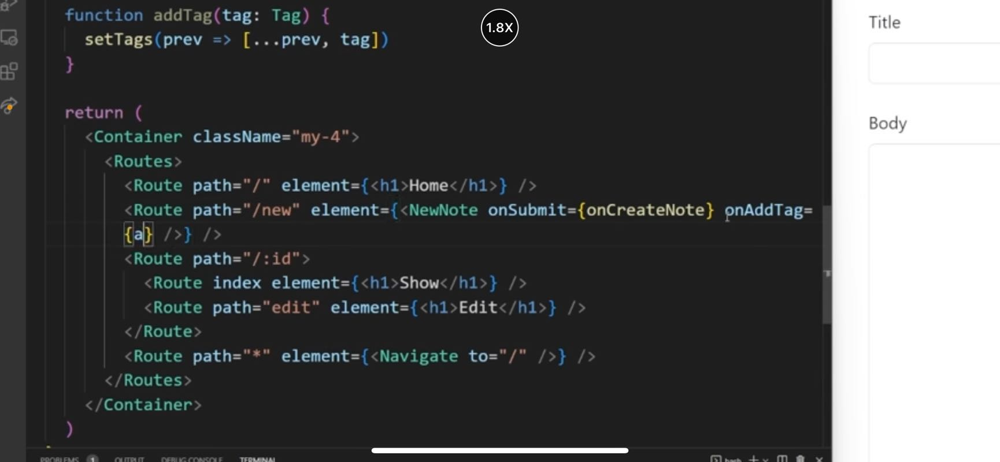 function addTag(tag: Tag) {
1.8X
setTags(prev => [...prev, tag])
}
return (
<Container className="my-4">
<Routes>
<Route path="/" element={<h1>Home</h1>} />
<Route path="/new" element={<NewNote onSubmit={onCreateNote} onAddTag=
{a} />} />
<Route path="/:id">
<Route index element={<h1>Show</h1>} />
<Route path="edit" element={<h1>Edit</h1>} />
</Route>
<Route path="*" element={<Navigate to="/" />} />
</Routes>
</Container>
)
PROBLEMS 1 OUTPUT DEBUG CONSOLE TERMINAL
bash
Title
Body